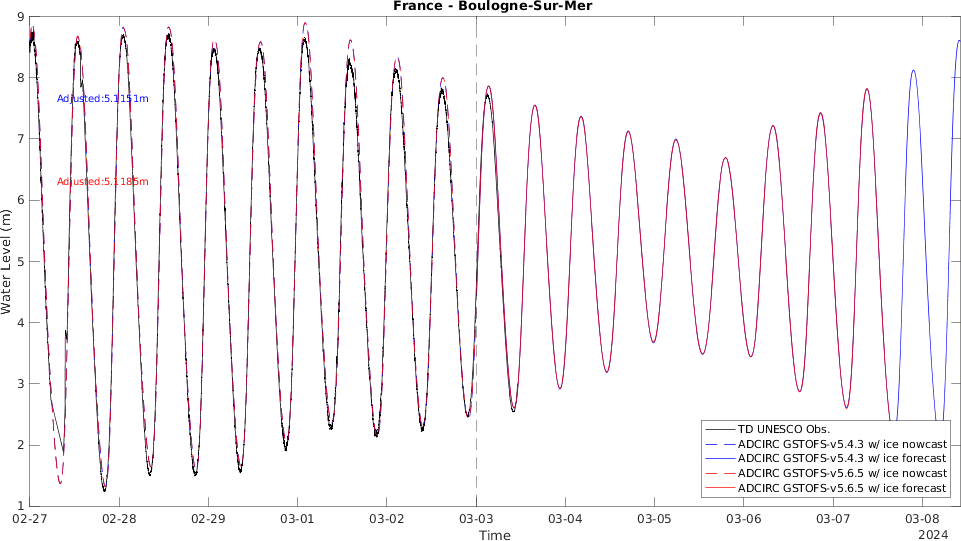 France - Boulogne-Sur-Mer
9
8
Adjusted:5.1151m
7
Adjusted:5.1185m
6
Water Level (m)
5
4
3
2
1
TD UNESCO Obs.
ADCIRC GSTOFS-v5.4.3 w/ ice nowcast
ADCIRC GSTOFS-v5.4.3 w/ ice forecast
ADCIRC GSTOFS-v5.6.5 w/ ice nowcast
ADCIRC GSTOFS-v5.6.5 w/ ice forecast
02-27 02-28 02-29 03-01 03-02 03-03 03-04 03-05 03-06 03-07 03-08
Time
2024